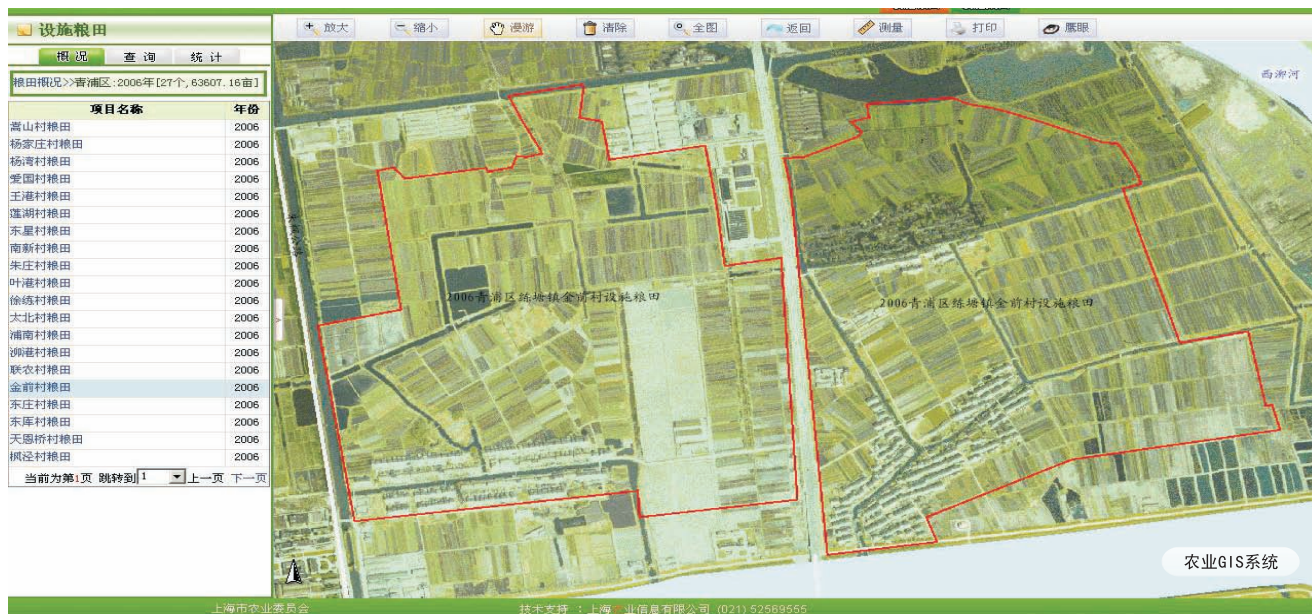 设施粮田
概况 查询 统计
粮田概况>>青浦区:2006年[27个,63607.16亩]
项目名称 年份
嵩山村粮田 2006
杨家庄村粮田 2006
杨湾村粮田 2006
爱国村粮田 2006
王港村粮田 2006
莲湖村粮田 2006
东星村粮田 2006
南新村粮田 2006
朱庄村粮田 2006
叶港村粮田 2006
徐练村粮田 2006
太北村粮田 2006
浦南村粮田 2006
泖港村粮田 2006
联农村粮田 2006
金前村粮田 2006
东庄村粮田 2006
东厍村粮田 2006
天恩桥村粮田 2006
枫泾村粮田 2006
当前为第1页 跳转到 1 上一页 下一页
放大 缩小 漫游 清除 全图 返回 测量 打印 鹰眼
西泖河
2006青浦区练塘镇金前村设施粮田
2006青浦区练塘镇金前村设施粮田
农业GIS系统
上海市农业委员会 技术支持 :上海农业信息有限公司 (021) 52569555